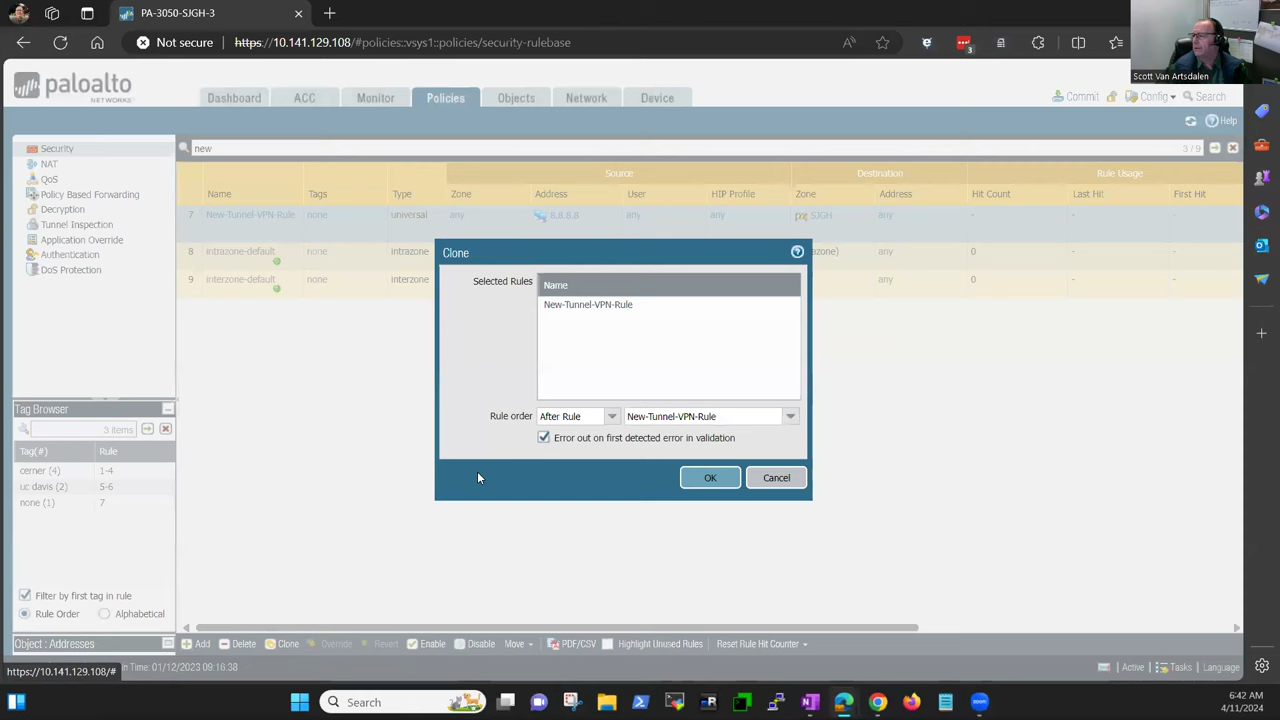 PA-3050-SJGH-3
Not secure
https://10.141.129.108/#policies::vsys1::policies/security-rulebase
3
Scott Van Artsdalen
paloalto
NETWORKS
Dashboard
ACC
Monitor
Policies
Objects
Network
Device
Commit
Config
Search
Help
Security
NAT
QoS
Policy Based Forwarding
Decryption
Tunnel Inspection
Application Override
Authentication
DoS Protection
new
3 / 9
Source
Destination
Rule Usage
Name
Tags
Type
Zone
Address
User
HIP Profile
Zone
Address
Hit Count
Last Hit
First Hit
7 New-Tunnel-VPN-Rule none universal any 8.8.8.8 any any SJGH any - - -
8 intrazone-default none intrazone azone) any 0 - -
9 interzone-default none interzone any 0 - -
Clone
Selected Rules
Name
New-Tunnel-VPN-Rule
Rule order
After Rule
New-Tunnel-VPN-Rule
Error out on first detected error in validation
OK
Cancel
Tag Browser
3 items
Tag(#) Rule
cerner (4) 1-4
uc davis (2) 5-6
none (1) 7
Filter by first tag in rule
Rule Order
Alphabetical
Object : Addresses
Add
Delete
Clone
Override
Revert
Enable
Disable
Move
PDF/CSV
Highlight Unused Rules
Reset Rule Hit Counter
https://10.141.129.108/#
n Time: 01/12/2023 09:16:38
Active
Tasks
Language
Search
6:42 AM
4/11/2024